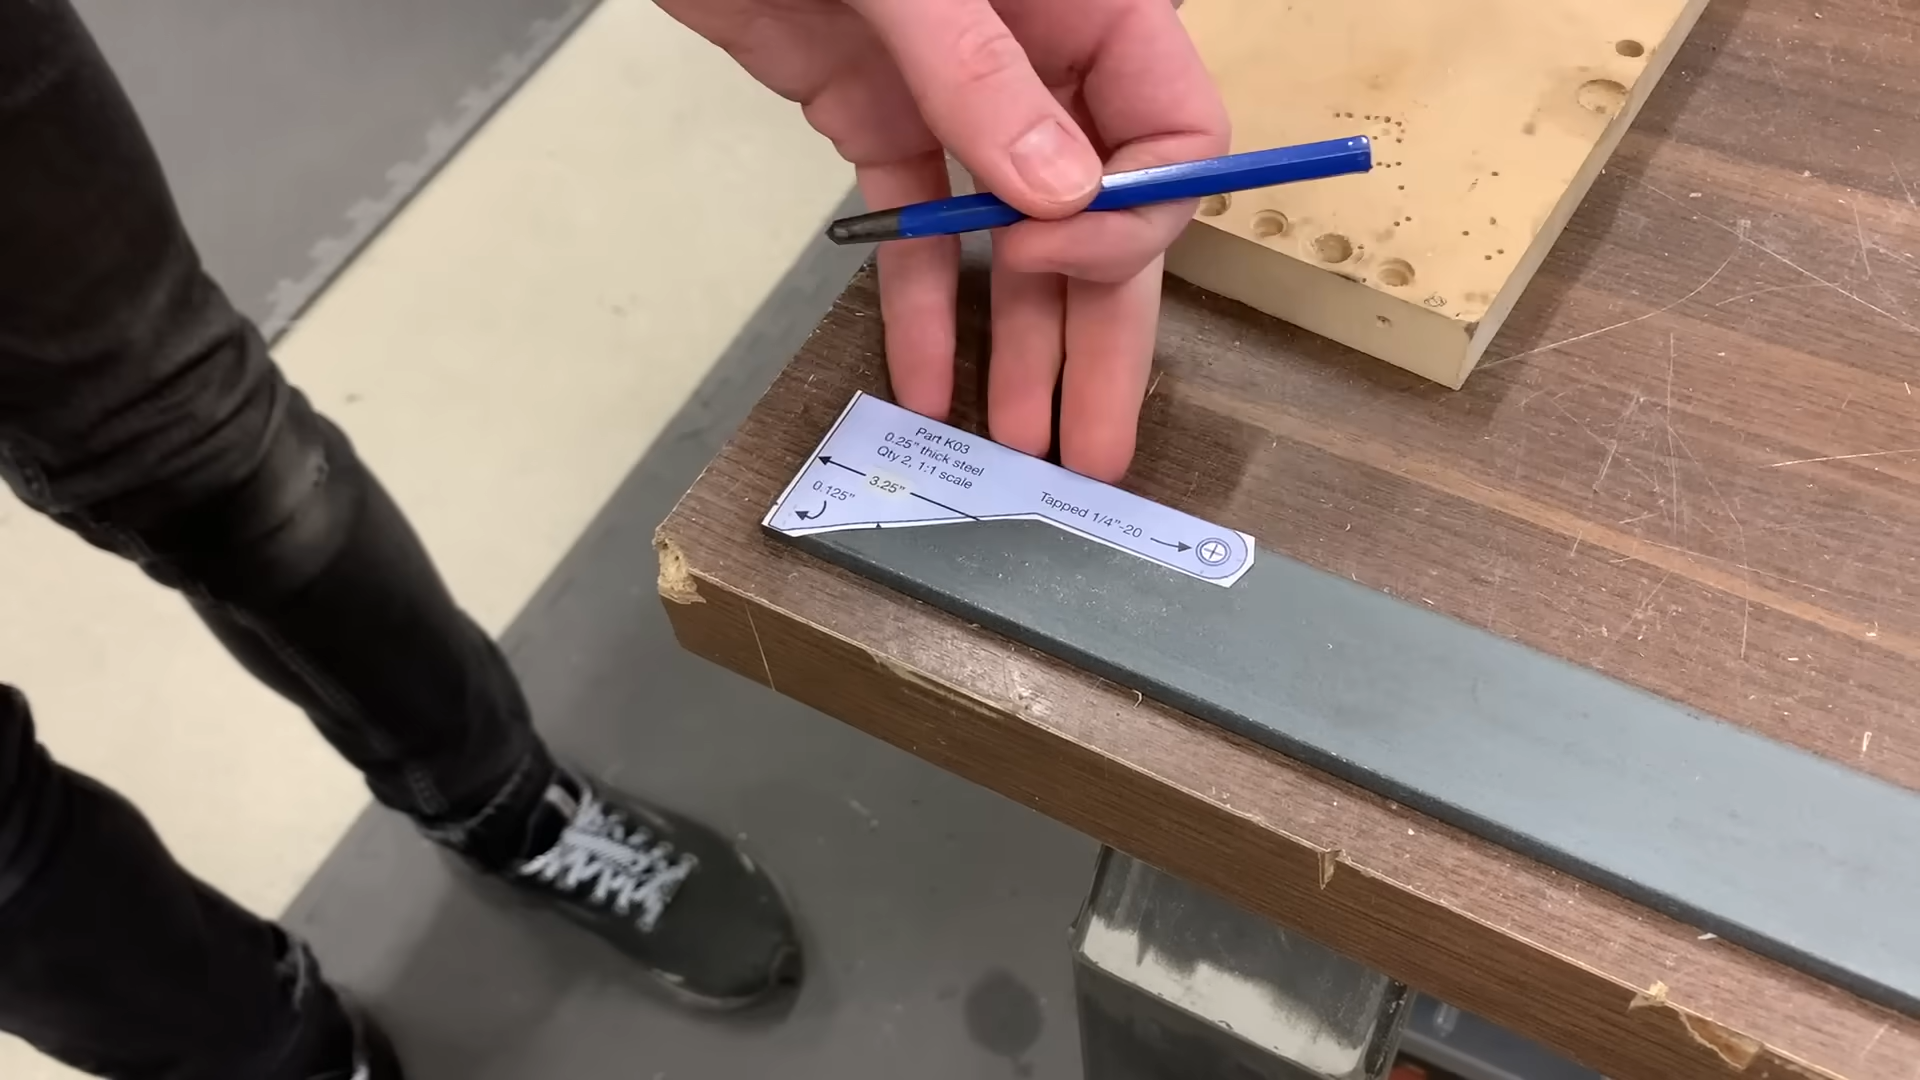 Part K03
0.25" thick steel
Qty 2, 1:1 scale
3.25"
0.125"
Tapped 1/4"-20